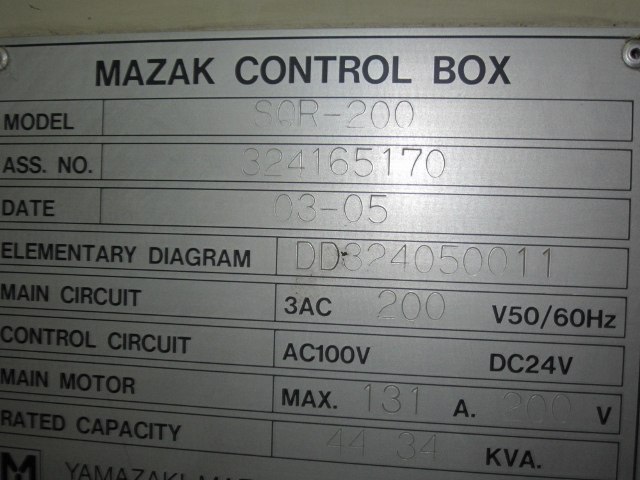 MAZAK CONTROL BOX
MODEL SQR-200
ASS. NO. 324165170
DATE 03-05
ELEMENTARY DIAGRAM DD324050011
MAIN CIRCUIT 3AC 200 V50/60Hz
CONTROL CIRCUIT AC100V DC24V
MAIN MOTOR MAX. 131 A. 200 V
RATED CAPACITY 44.34 KVA.
YAMAZAKI